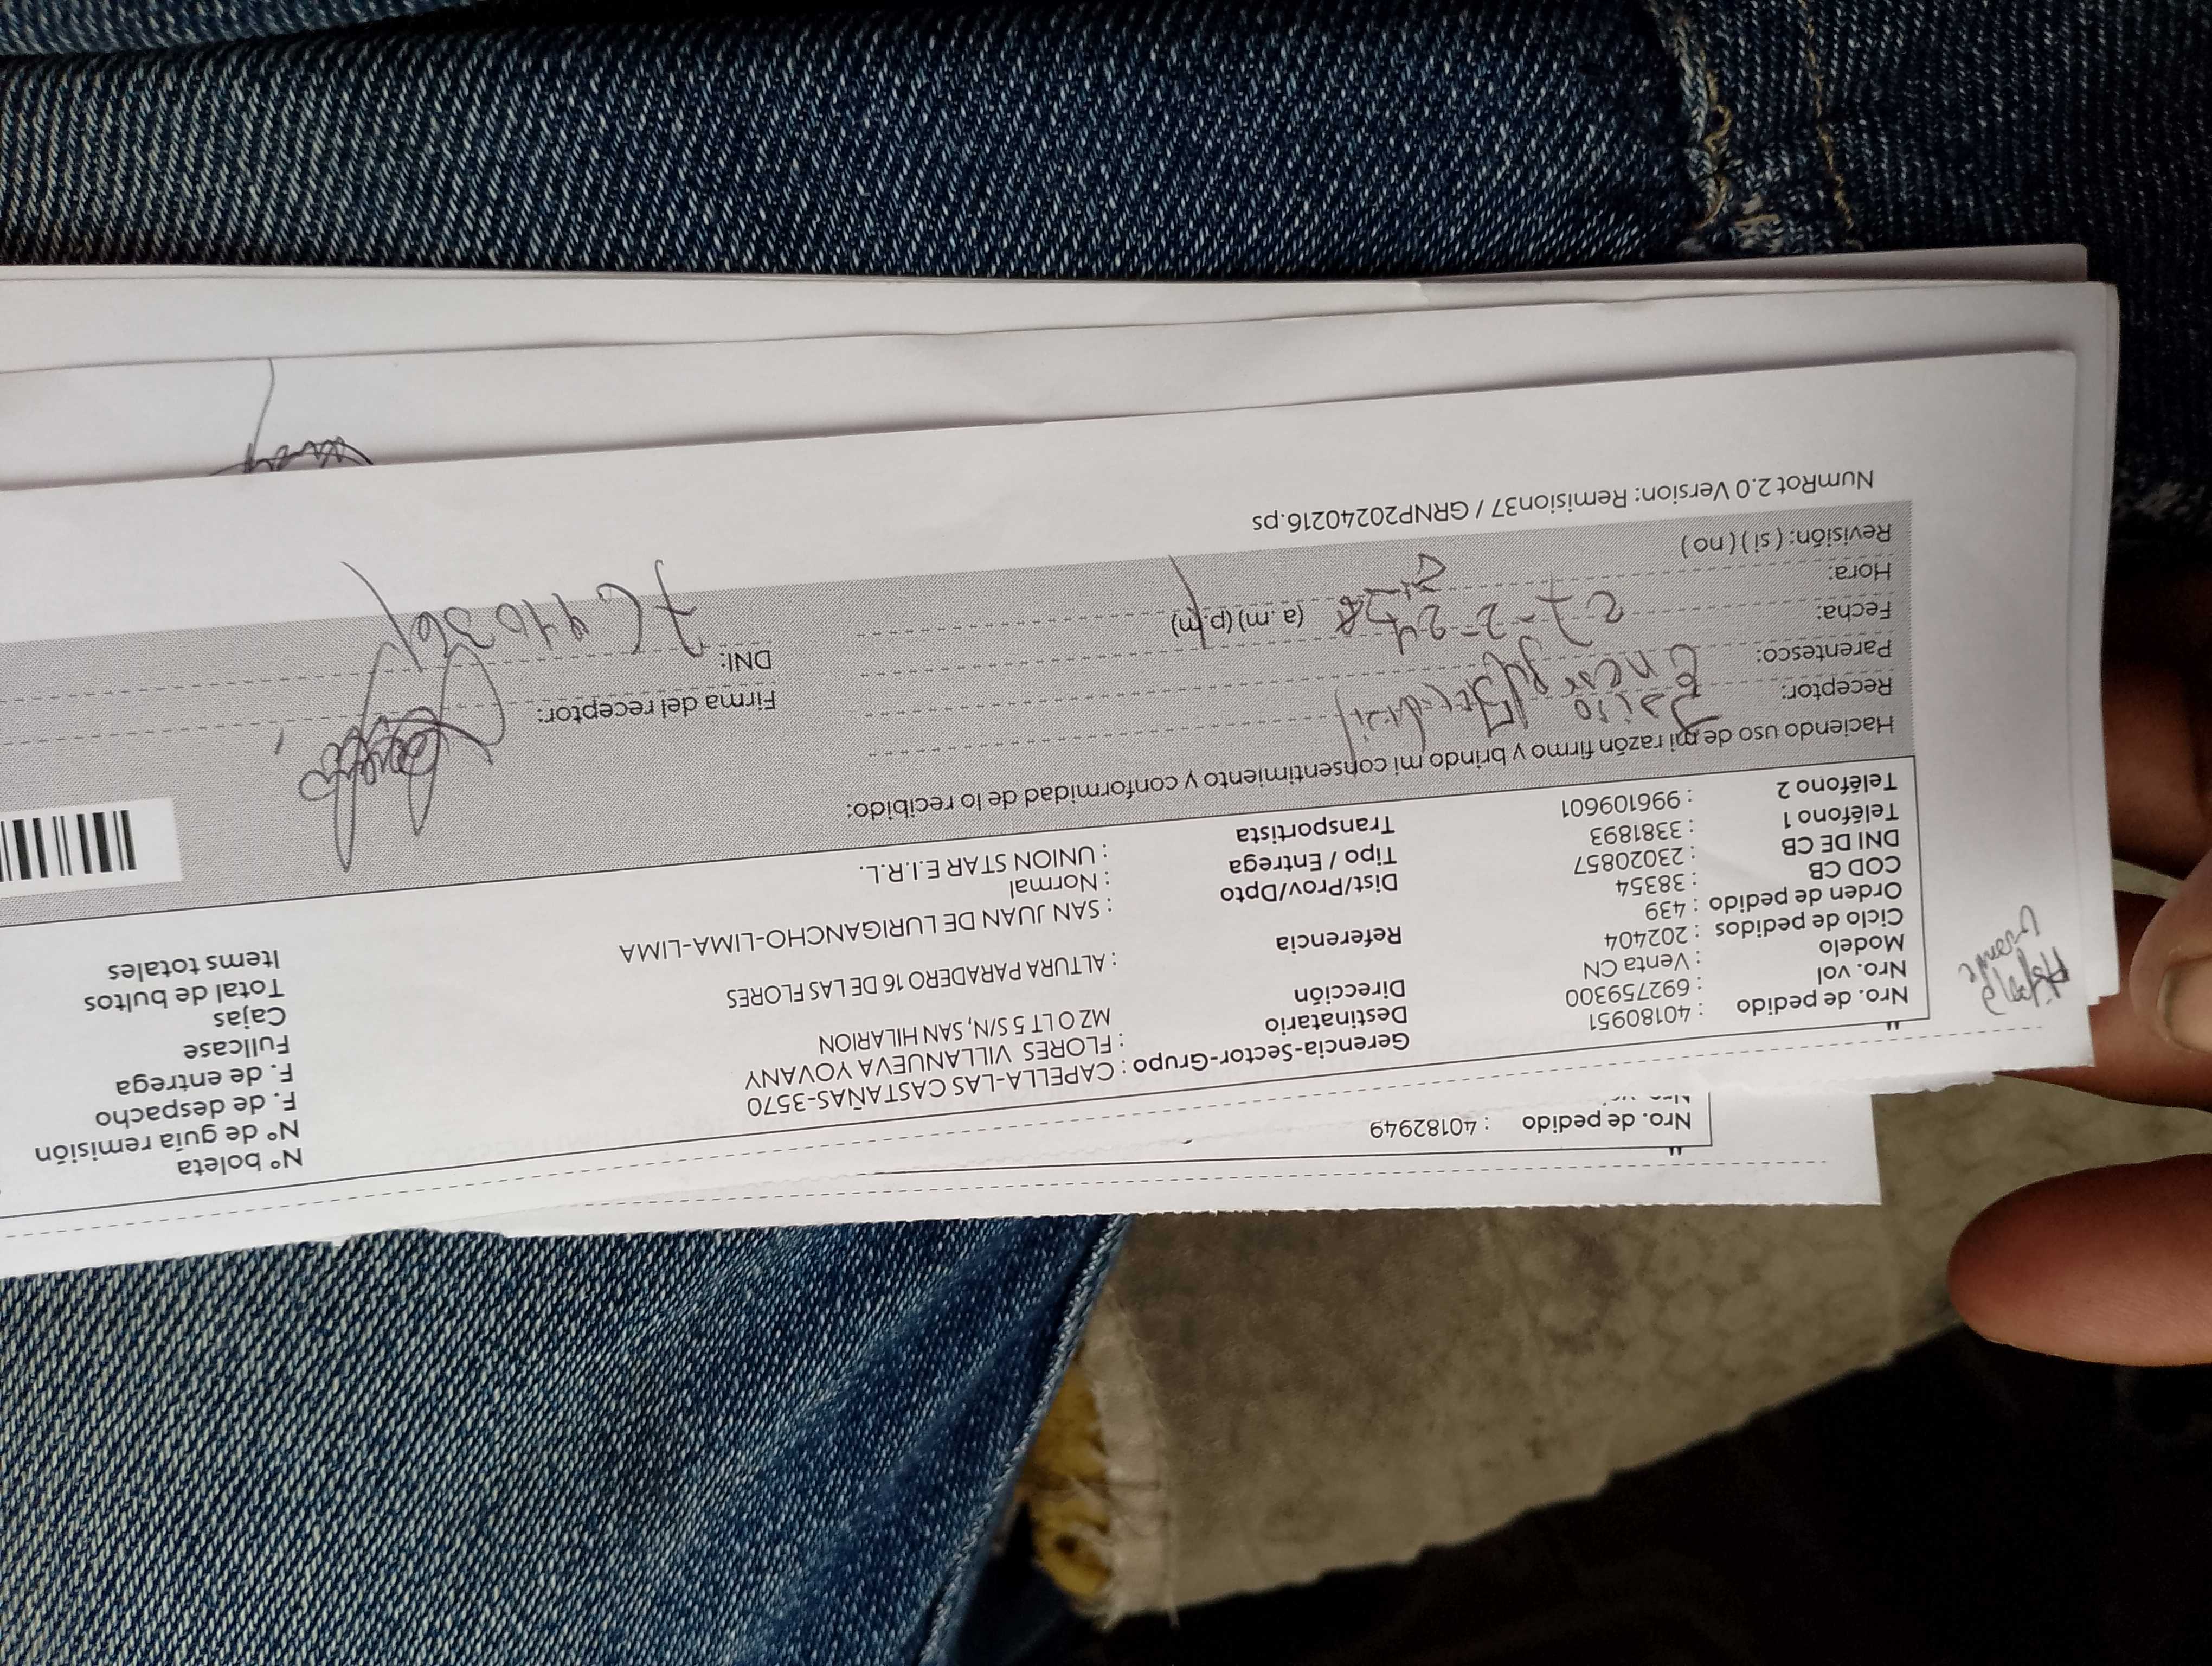 Nro. de pedido : 40182949
Nro. de pedido : 40180951
Nro. vol : 692759300
Modelo : Venta CN
Ciclo de pedidos : 202404
Orden de pedido : 439
COD CB : 38354
DNI DE CB : 23020857
Teléfono 1 : 3381893
Teléfono 2 : 996109601
Gerencia-Sector-Grupo : CAPELLA-LAS CASTAÑAS-3570
Destinatario : FLORES VILLANUEVA YOVANY
Dirección MZ O LT 5 S/N, SAN HILARION
Referencia : ALTURA PARADERO 16 DE LAS FLORES
Dist/Prov/Dpto : SAN JUAN DE LURIGANCHO-LIMA-LIMA
Tipo / Entrega : Normal
Transportista : UNION STAR E.I.R.L.
N° boleta
N° de guía remisión
F. de despacho
F. de entrega
Fullcase
Cajas
Total de bultos
Items totales
Haciendo uso de mi razón firmo y brindo mi consentimiento y conformidad de lo recibido:
Receptor: Jairo
Parentesco:
Fecha: 27-2-24
Hora: (a.m) (p.m)
Revisión: ( si ) ( no )
Firma del receptor:
DNI:
NumRot 2.0 Version: Remision37 / GRNP20240216.ps